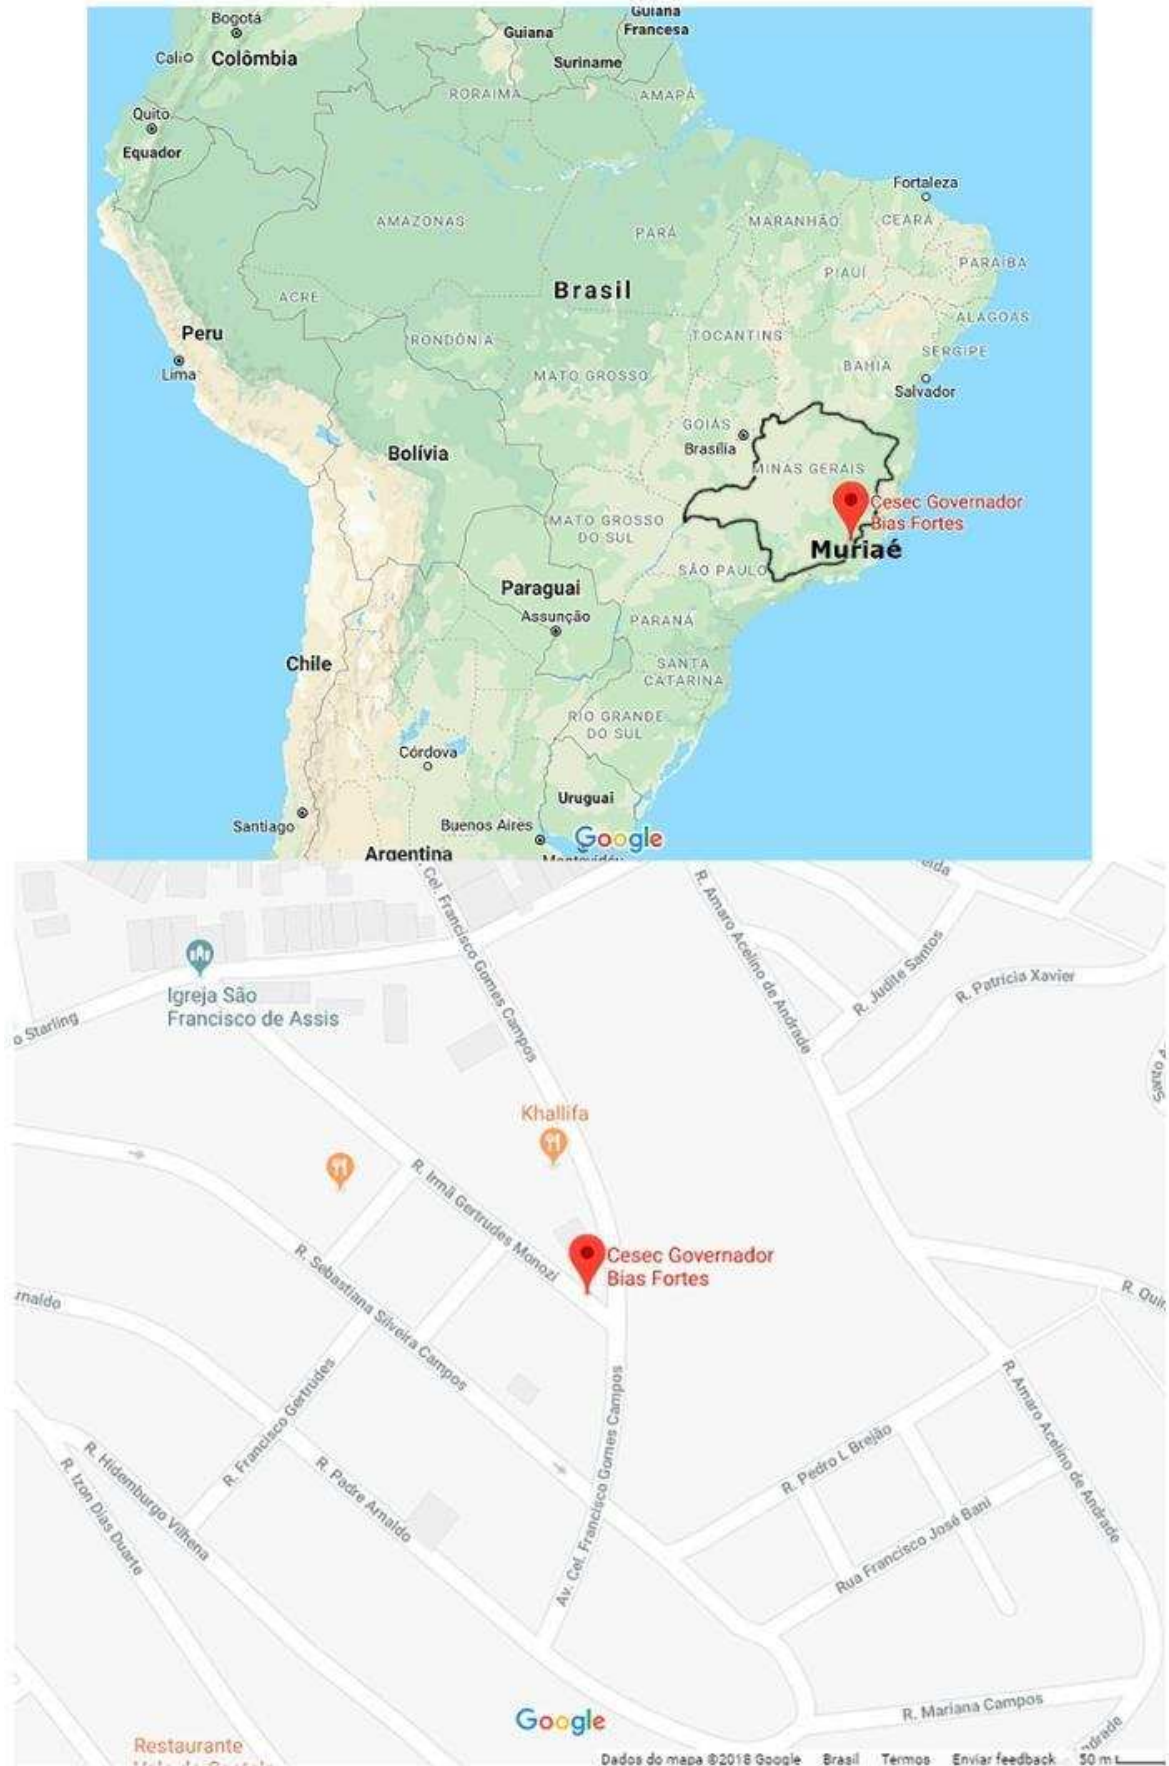 Bogotá
Guiana
Guiana
Francesa
Cali
Colômbia
Suriname
RORAIMA
AMAPÁ
Quito
Equador
Fortaleza
AMAZONAS
PARÁ
MARANHÃO
CEARÁ
PARAÍBA
PIAUÍ
Brasil
ACRE
ALAGOAS
Peru
RONDÔNIA
TOCANTINS
SERGIPE
Lima
MATO GROSSO
BAHIA
Salvador
GOIÁS
Brasília
Bolívia
MINAS GERAIS
Cesec Governador
Bias Fortes
MATO GROSSO
DO SUL
Muriaé
SÃO PAULO
Paraguai
Assunção
PARANÁ
Chile
SANTA
CATARINA
RIO GRANDE
DO SUL
Córdova
Uruguai
Santiago
Buenos Aires
Google
Argentina
Montevidéu
Cel. Francisco Gomes Campos
R. Amaro Acelino de Andrade
R. Judite Santos
R. Patricia Xavier
Igreja São
Francisco de Assis
o Starling
Khallifa
R. Irmã Gertrudes Monozi
Cesec Governador
Bias Fortes
R. Sebastiana Silveira Campos
rnaldo
R. Francisco Gertrudes
R. Hidemburgo Vilhena
R. Izon Dias Duarte
R. Padre Arnaldo
Av. Cel. Francisco Gomes Campos
R. Pedro L Brejão
R. Amaro Acelino de Andrade
Rua Francisco José Bani
R. Mariana Campos
Google
Restaurante
Dados do mapa ©2018 Google Brasil Termos Enviar feedback 50 m